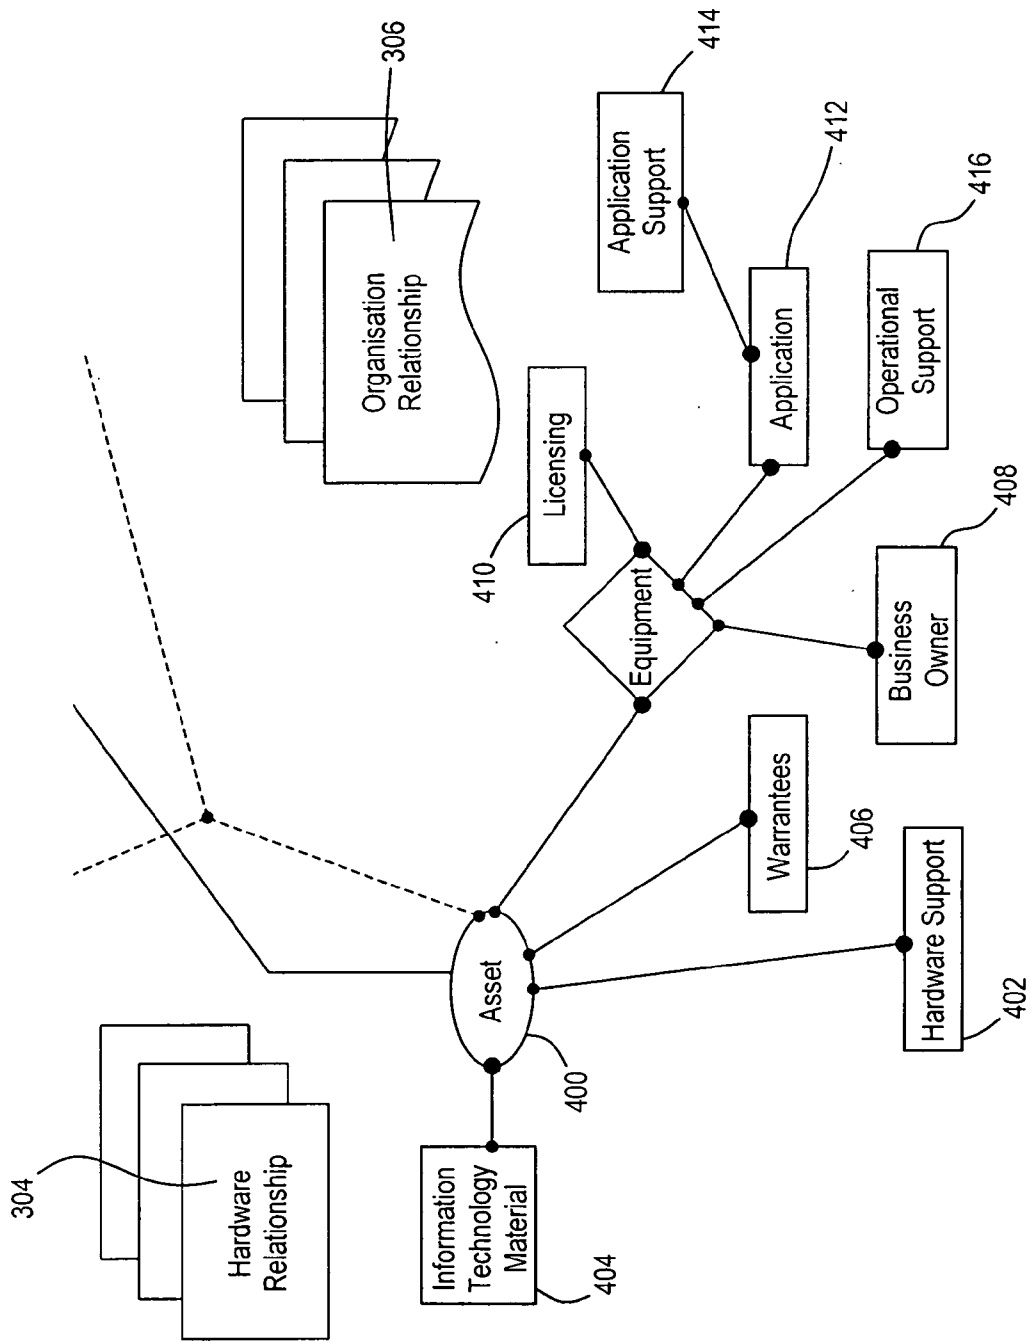 304
Hardware
Relationship
306
Organisation
Relationship
Information
Technology
Material
404
Asset
400
Licensing
410
Equipment
Application
Support
414
Application
412
Operational
Support
416
Warrantees
406
Business
Owner
408
Hardware Support
402